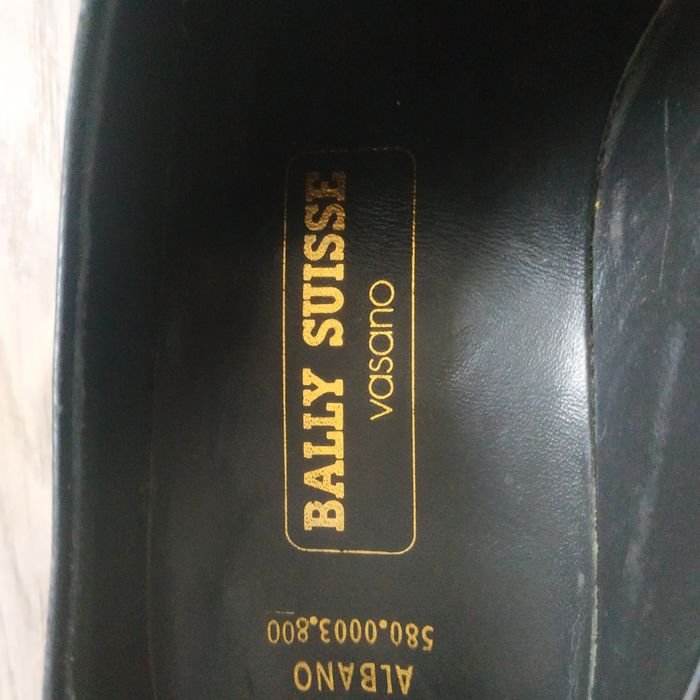 BALLY SUISSE
vasano
ALBANO
580.0003.800